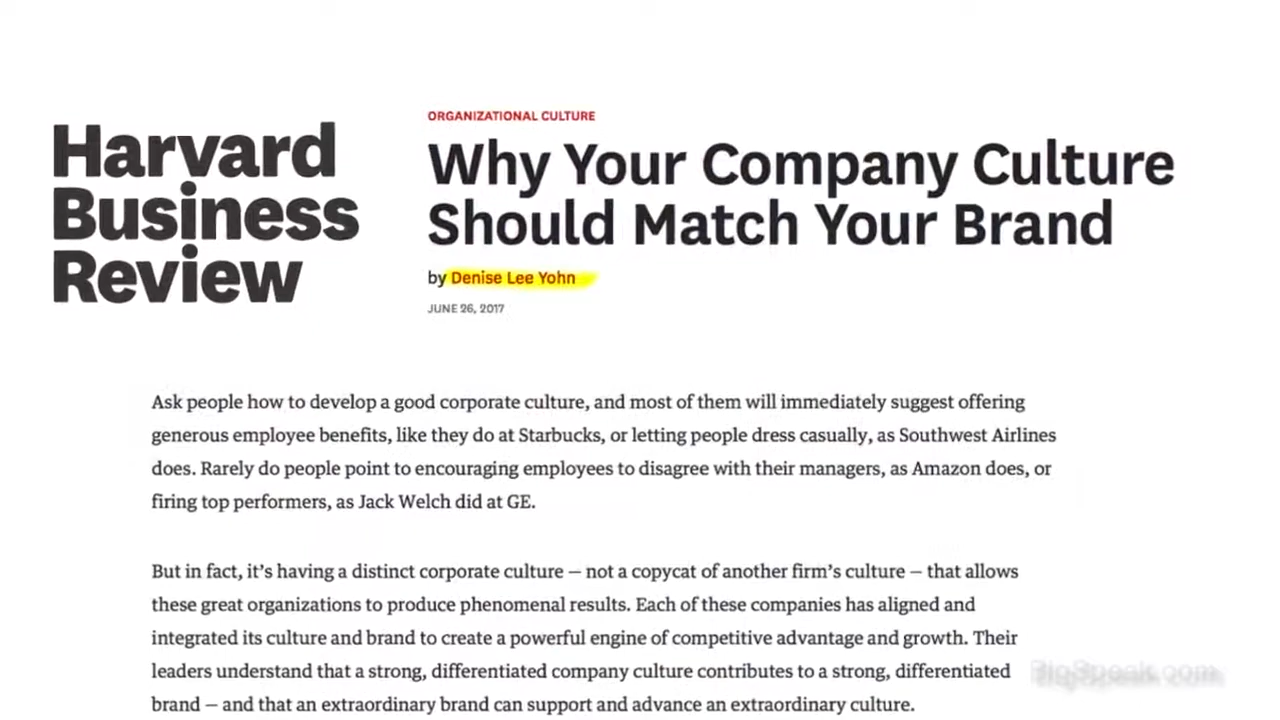 Harvard
Business
Review
ORGANIZATIONAL CULTURE
Why Your Company Culture
Should Match Your Brand
by Denise Lee Yohn
JUNE 26, 2017
Ask people how to develop a good corporate culture, and most of them will immediately suggest offering
generous employee benefits, like they do at Starbucks, or letting people dress casually, as Southwest Airlines
does. Rarely do people point to encouraging employees to disagree with their managers, as Amazon does, or
firing top performers, as Jack Welch did at GE.
But in fact, it’s having a distinct corporate culture — not a copycat of another firm’s culture — that allows
these great organizations to produce phenomenal results. Each of these companies has aligned and
integrated its culture and brand to create a powerful engine of competitive advantage and growth. Their
leaders understand that a strong, differentiated company culture contributes to a strong, differentiated
brand — and that an extraordinary brand can support and advance an extraordinary culture.
BigSpeak.com